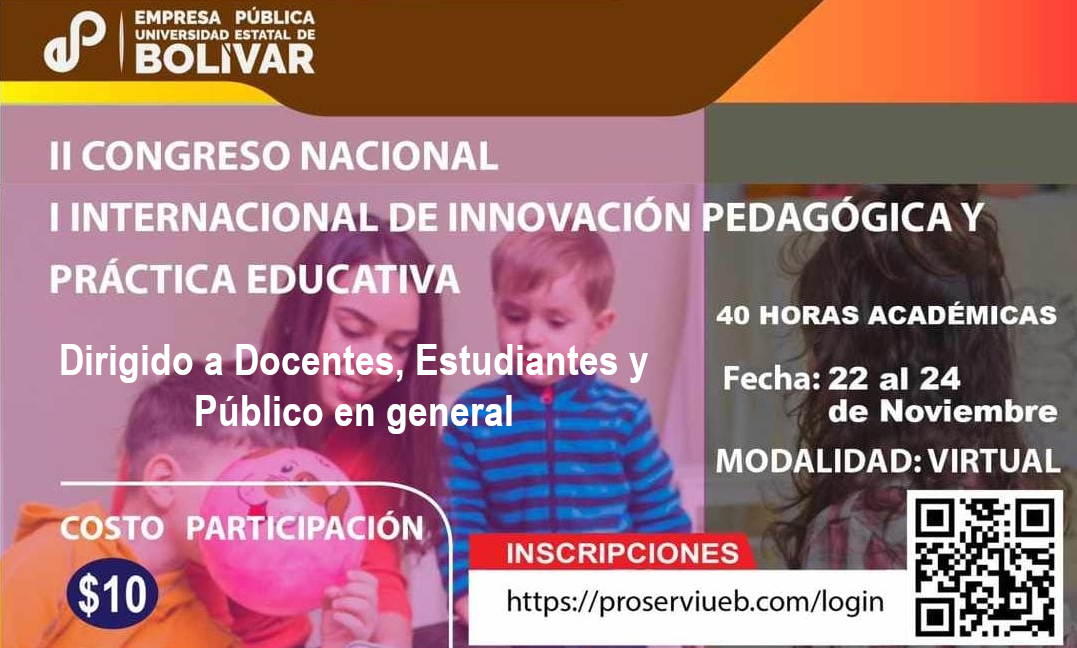 EMPRESA PÚBLICA
UNIVERSIDAD ESTATAL DE
BOLÍVAR
II CONGRESO NACIONAL
I INTERNACIONAL DE INNOVACIÓN PEDAGÓGICA Y
PRÁCTICA EDUCATIVA
Dirigido a Docentes, Estudiantes y
Público en general
40 HORAS ACADÉMICAS
Fecha: 22 al 24
de Noviembre
MODALIDAD: VIRTUAL
COSTO PARTICIPACIÓN
$10
INSCRIPCIONES
https://proserviueb.com/login